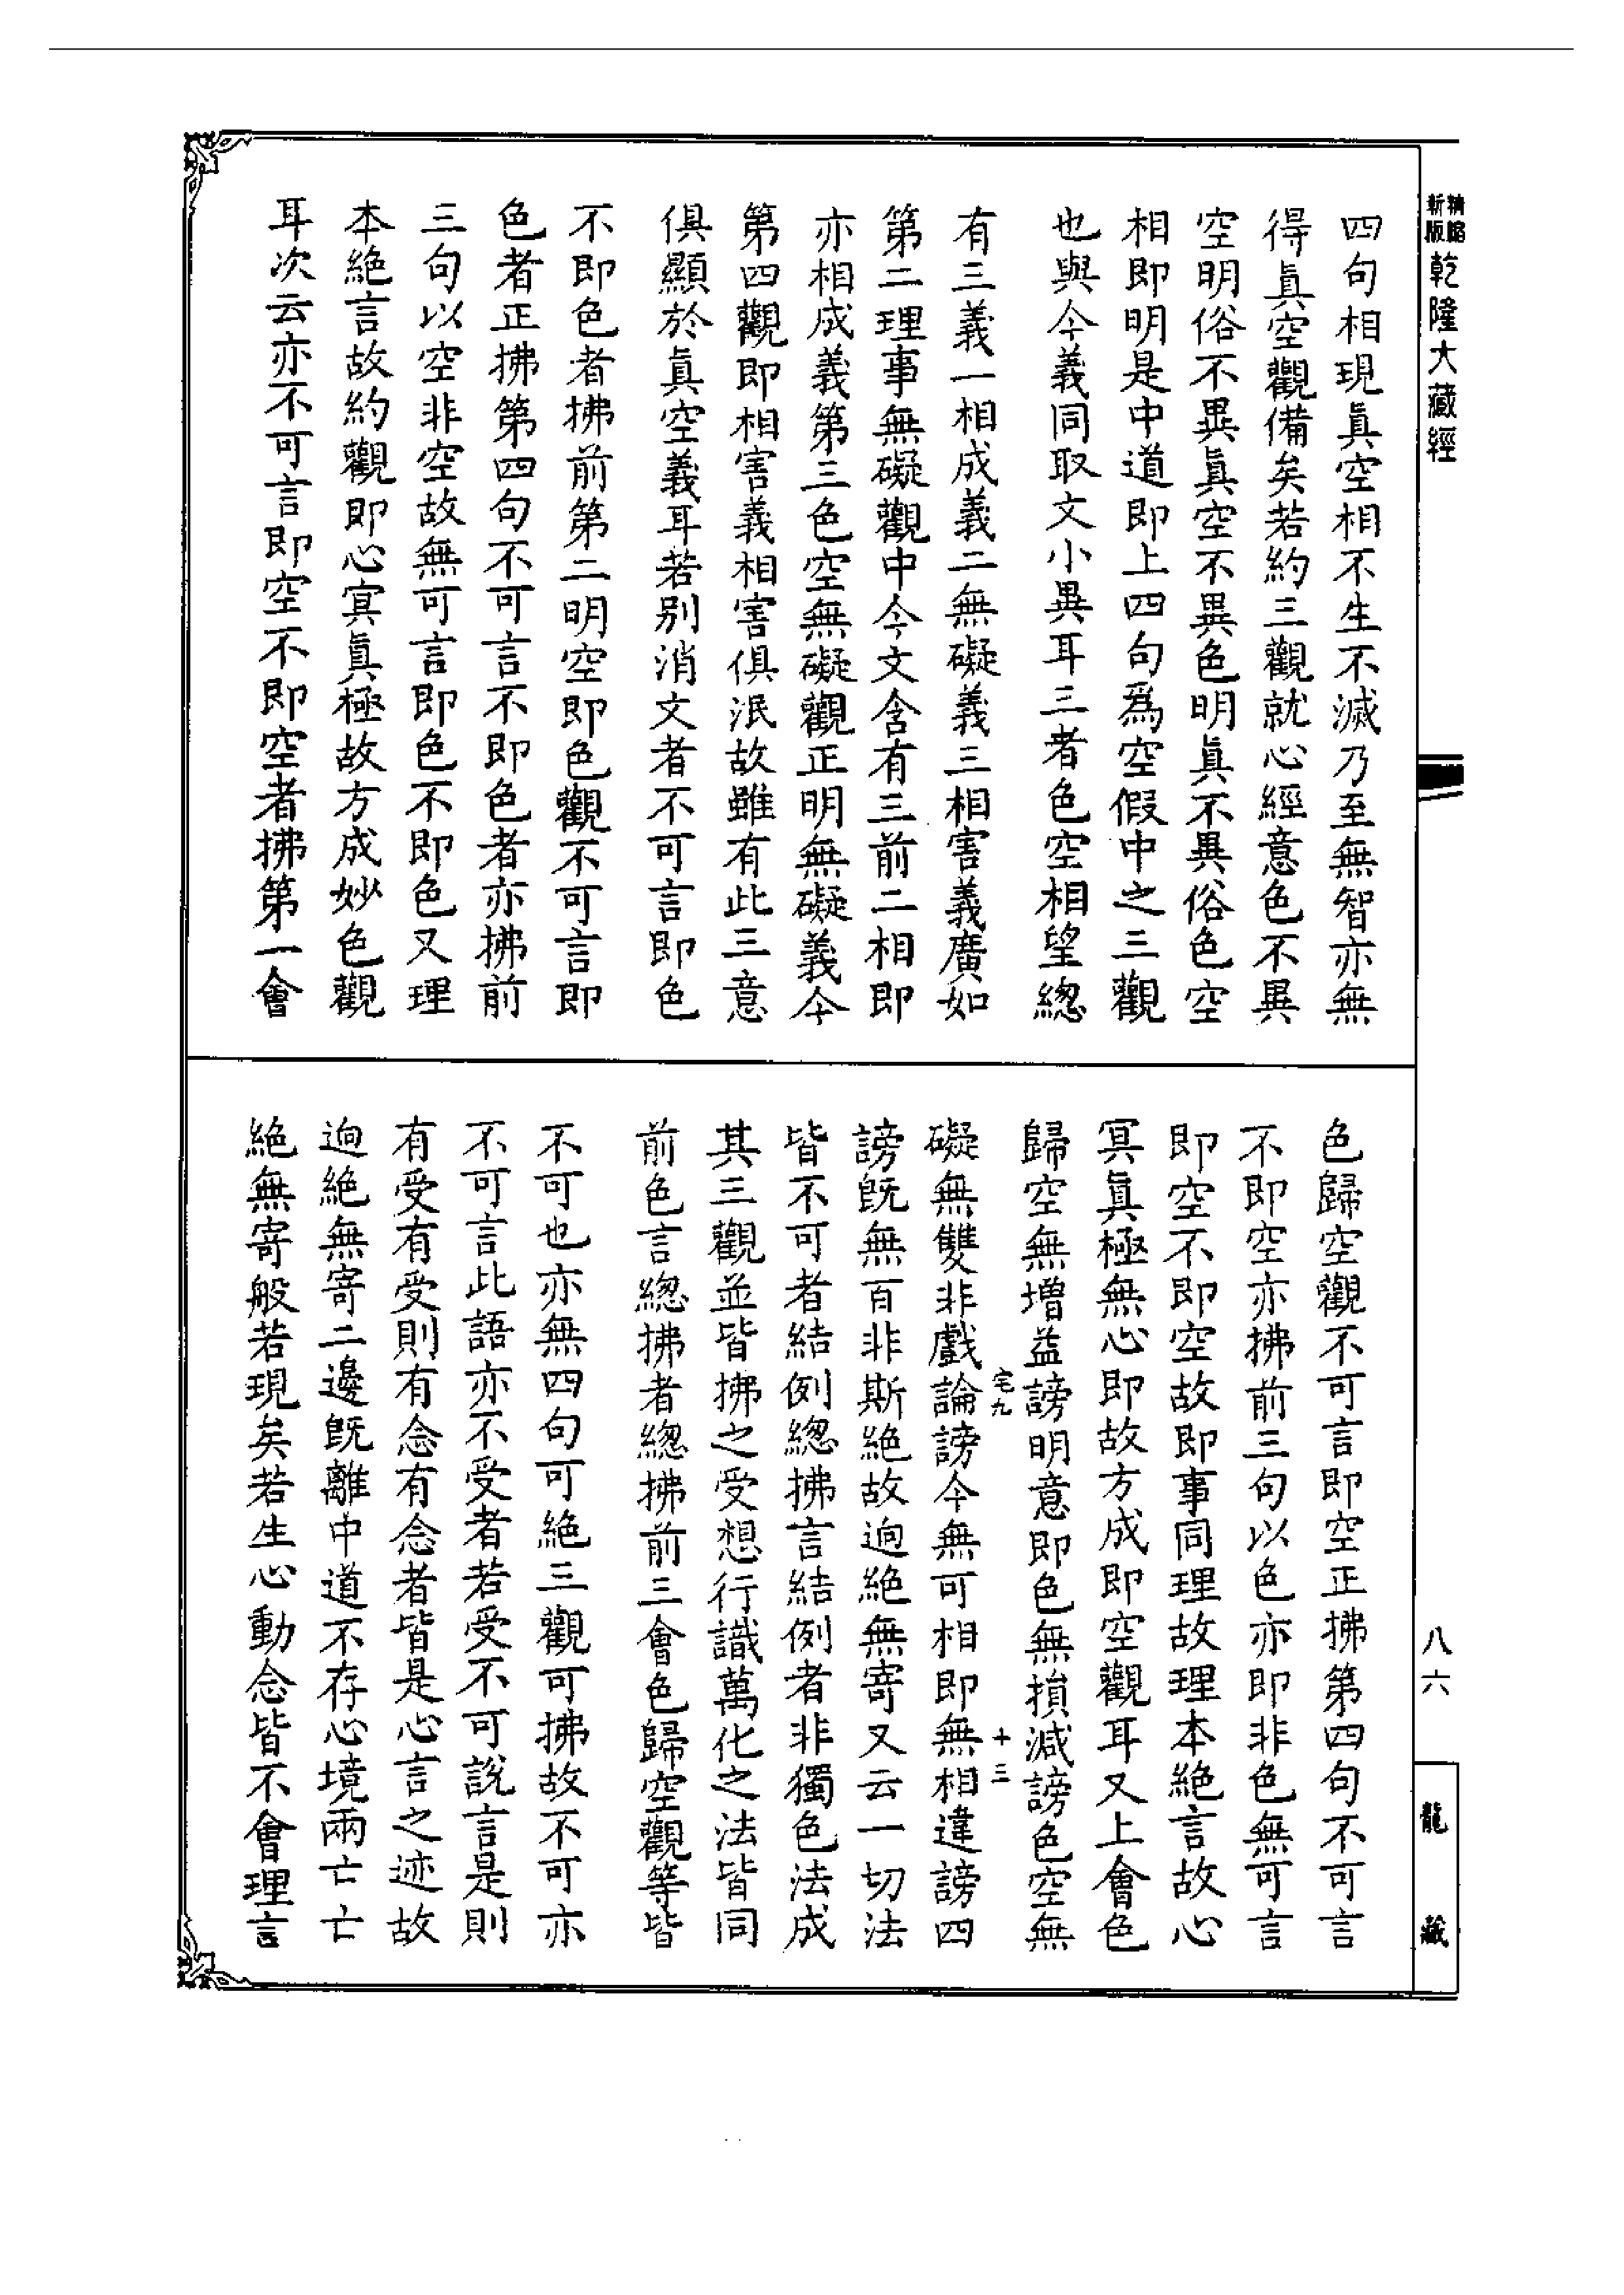 精縮
新版
乾隆大藏經
四句相現眞空相不生不滅乃至無智亦無
得眞空觀備矣若約三觀就心經意色不異
空明俗不異眞空不異色明眞不異俗色空
相即明是中道即上四句爲空假中之三觀
也與今義同取文小異耳三者色空相望總
有三義一相成義二無礙義三相害義廣如
第二理事無礙觀中今文含有三前二相即
亦相成義第三色空無礙觀正明無礙義今
第四觀即相害義相害俱泯故雖有此三意
俱顯於眞空義耳若別消文者不可言即色
不即色者拂前第二明空即色觀不可言即
色者正拂第四句不可言不即色者亦拂前
三句以空非空故無可言即色不即色又理
本絶言故約觀即心㝠眞極故方成妙色觀
耳次云亦不可言即空不即空者拂第一會
色歸空觀不可言即空正拂第四句不可言
不即空亦拂前三句以色亦即非色無可言
即空不即空故即事同理故理本絶言故心
冥眞極無心即故方成即空觀耳又上會色
歸空無增益謗明意即色無損減謗色空無
宅九
十三
礙無雙非戲論謗今無可相即無相違謗四
謗旣無百非斯絶故逈絶無寄又云一切法
皆不可者結例總拂言結例者非獨色法成
其三觀並皆拂之受想行識萬化之法皆同
前色言總拂者總拂前三會色歸空觀等皆
不可也亦無四句可絶三觀可拂故不可亦
不可言此語亦不受者若受不可說言是則
有受有受則有念有念者皆是心言之迹故
逈絶無寄二邊旣離中道不存心境兩亡亡
絶無寄般若現矣若生心動念皆不會理言
八六
龍藏